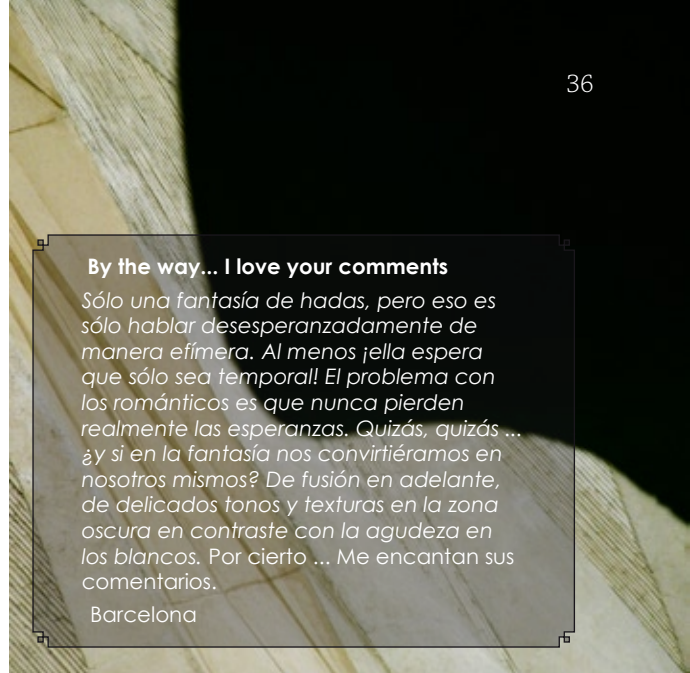 36
By the way... I love your comments
Sólo una fantasía de hadas, pero eso es
sólo hablar desesperanzadamente de
manera efímera. Al menos ¡ella espera
que sólo sea temporal! El problema con
los románticos es que nunca pierden
realmente las esperanzas. Quizás, quizás ...
¿y si en la fantasía nos convirtiéramos en
nosotros mismos? De fusión en adelante,
de delicados tonos y texturas en la zona
oscura en contraste con la agudeza en
los blancos. Por cierto ... Me encantan sus
comentarios.
Barcelona